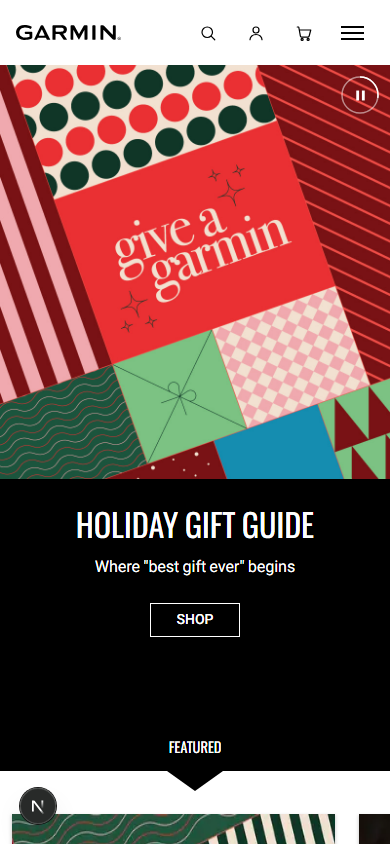 GARMIN
give a
garmin
HOLIDAY GIFT GUIDE
Where "best gift ever" begins
SHOP
FEATURED
N